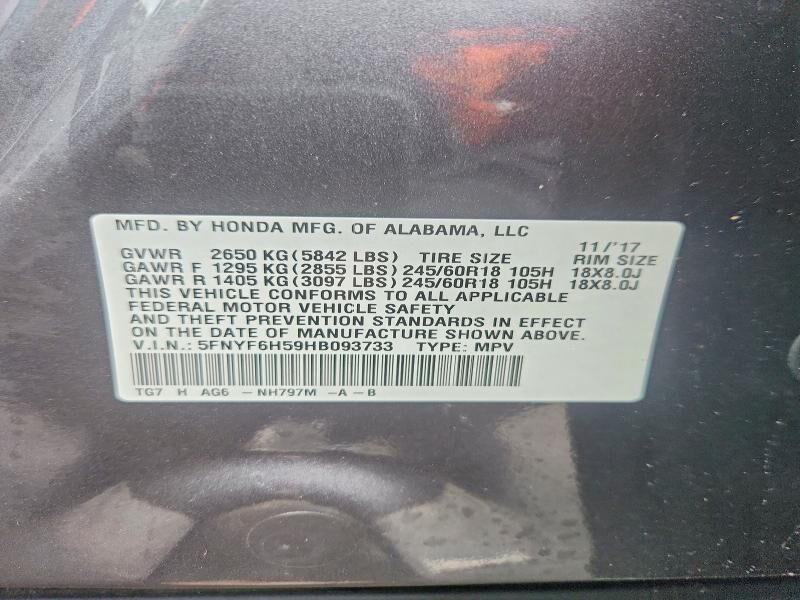 MFD. BY HONDA MFG. OF ALABAMA, LLC
11/'17
GVWR 2650 KG(5842 LBS) TIRE SIZE RIM SIZE
GAWR F 1295 KG(2855 LBS)245/60R18 105H 18X8.0J
GAWR R 1405 KG(3097 LBS)245/60R18 105H 18X8.0J
THIS VEHICLE CONFORMS TO ALL APPLICABLE
FEDERAL MOTOR VEHICLE SAFETY
AND THEFT PREVENTION STANDARDS IN EFFECT
ON THE DATE OF MANUFACTURE SHOWN ABOVE.
V.I.N.: 5FNYF6H59HB093733 TYPE: MPV
TG7 H AG6 -NH797M -A-B